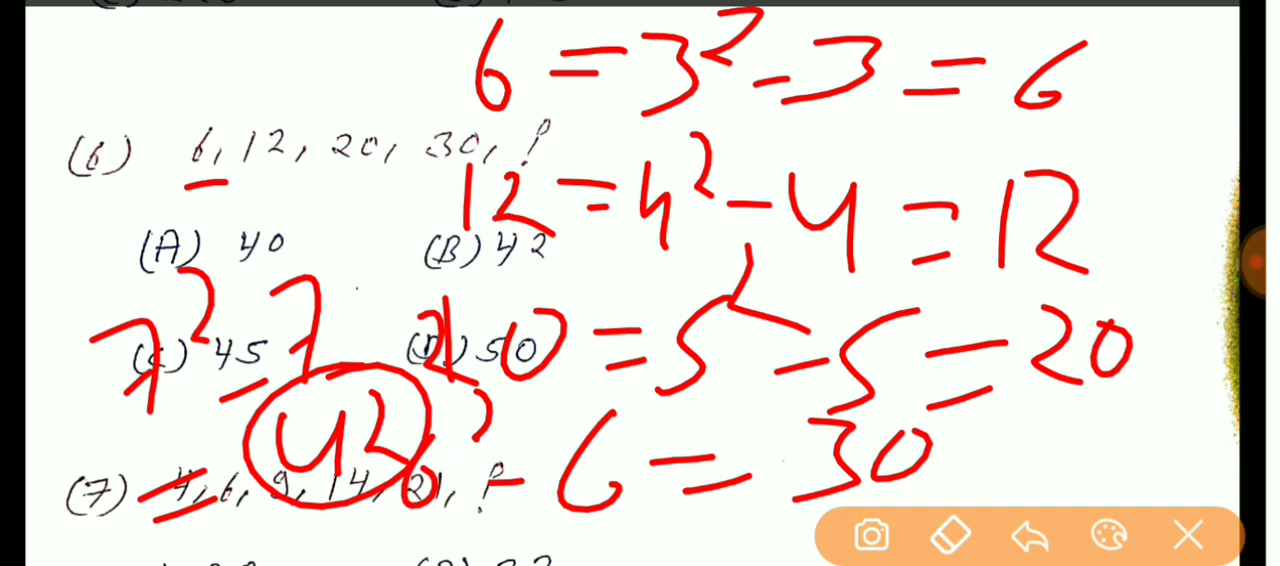 6 = 3² - 3 = 6
(6) 6, 12, 20, 30, ?
12 = 4² - 4 = 12
(A) 40 (B) 42
7² - 7
(C) 45 (D) 50
20 = 5² - 5 = 20
42
6² - 6 = 30
(7) 4, 6, 9, 14, 21, ?